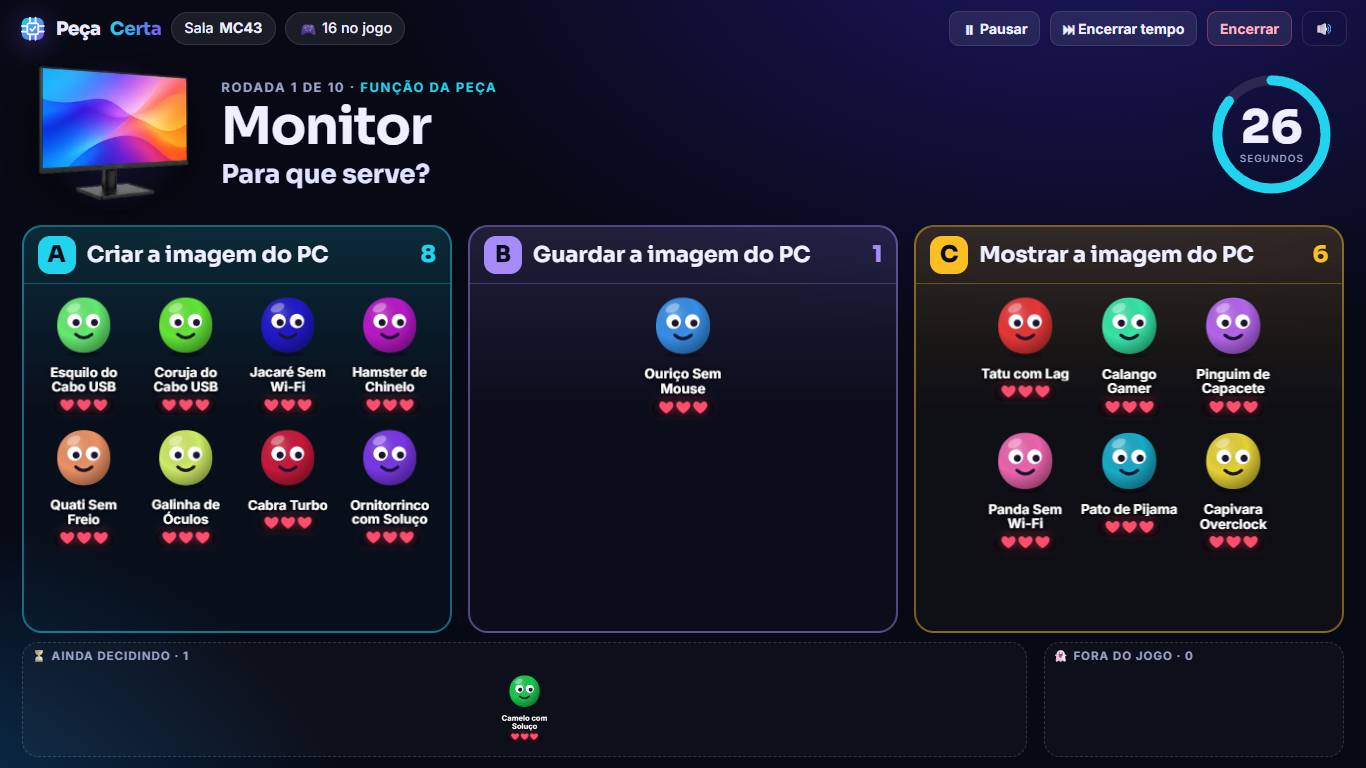 Peça Certa
Sala MC43
16 no jogo
Pausar
Encerrar tempo
Encerrar
RODADA 1 DE 10 · FUNÇÃO DA PEÇA
Monitor
Para que serve?
26
SEGUNDOS
A Criar a imagem do PC 8
Esquilo do
Cabo USB
Coruja do
Cabo USB
Jacaré Sem
Wi-Fi
Hamster de
Chinelo
Quati Sem
Freio
Galinha de
Óculos
Cabra Turbo
Ornitorrinco
com Soluço
B Guardar a imagem do PC 1
Ouriço Sem
Mouse
C Mostrar a imagem do PC 6
Tatu com Lag
Calango
Gamer
Pinguim de
Capacete
Panda Sem
Wi-Fi
Pato de Pijama
Capivara
Overclock
AINDA DECIDINDO · 1
Camelo com
Soluço
FORA DO JOGO · 0